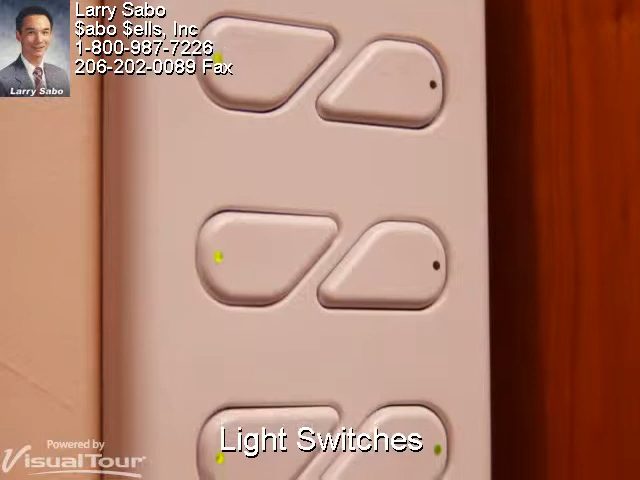 Larry Sabo
$abo $ells, Inc
1-800-987-7226
206-202-0089 Fax
Larry Sabo
Light Switches
Powered by
VISUALTOUR